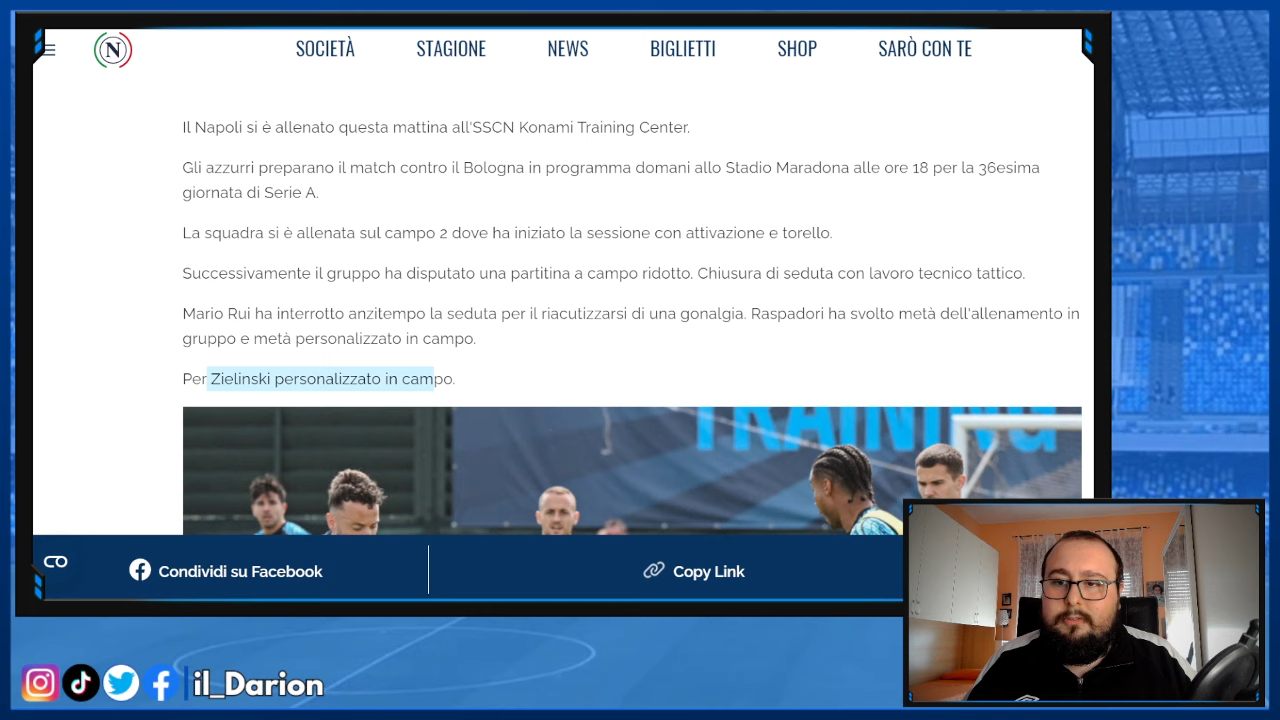 N
SOCIETÀ STAGIONE NEWS BIGLIETTI SHOP SARÒ CON TE
Il Napoli si è allenato questa mattina all'SSCN Konami Training Center.
Gli azzurri preparano il match contro il Bologna in programma domani allo Stadio Maradona alle ore 18 per la 36esima
giornata di Serie A.
La squadra si è allenata sul campo 2 dove ha iniziato la sessione con attivazione e torello.
Successivamente il gruppo ha disputato una partitina a campo ridotto. Chiusura di seduta con lavoro tecnico tattico.
Mario Rui ha interrotto anzitempo la seduta per il riacutizzarsi di una gonalgia. Raspadori ha svolto metà dell'allenamento in
gruppo e metà personalizzato in campo.
Per Zielinski personalizzato in campo.
TRAINING
Condividi su Facebook
Copy Link
il_Darion